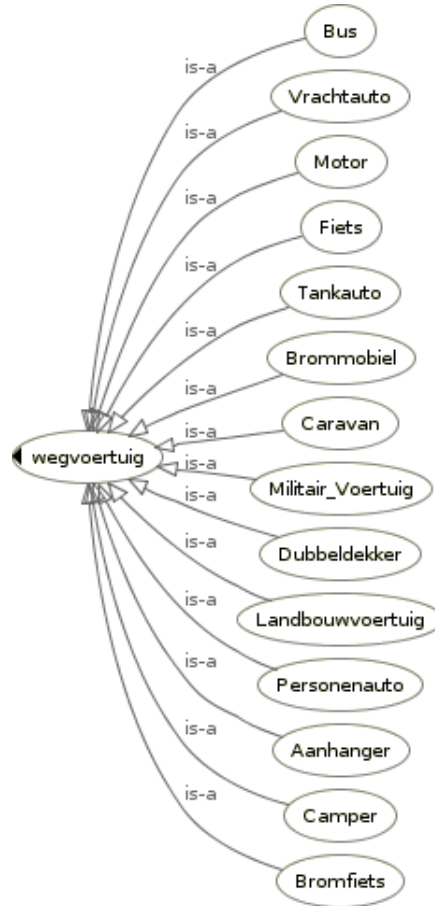 Bus
is-a
Vrachtauto
is-a
Motor
is-a
Fiets
is-a
Tankauto
is-a
Brommobiel
is-a
Caravan
is-a
wegvoertuig
is-a
Militair_Voertuig
is-a
Dubbeldekker
is-a
Landbouwvoertuig
is-a
Personenauto
is-a
Aanhanger
is-a
Camper
is-a
Bromfiets